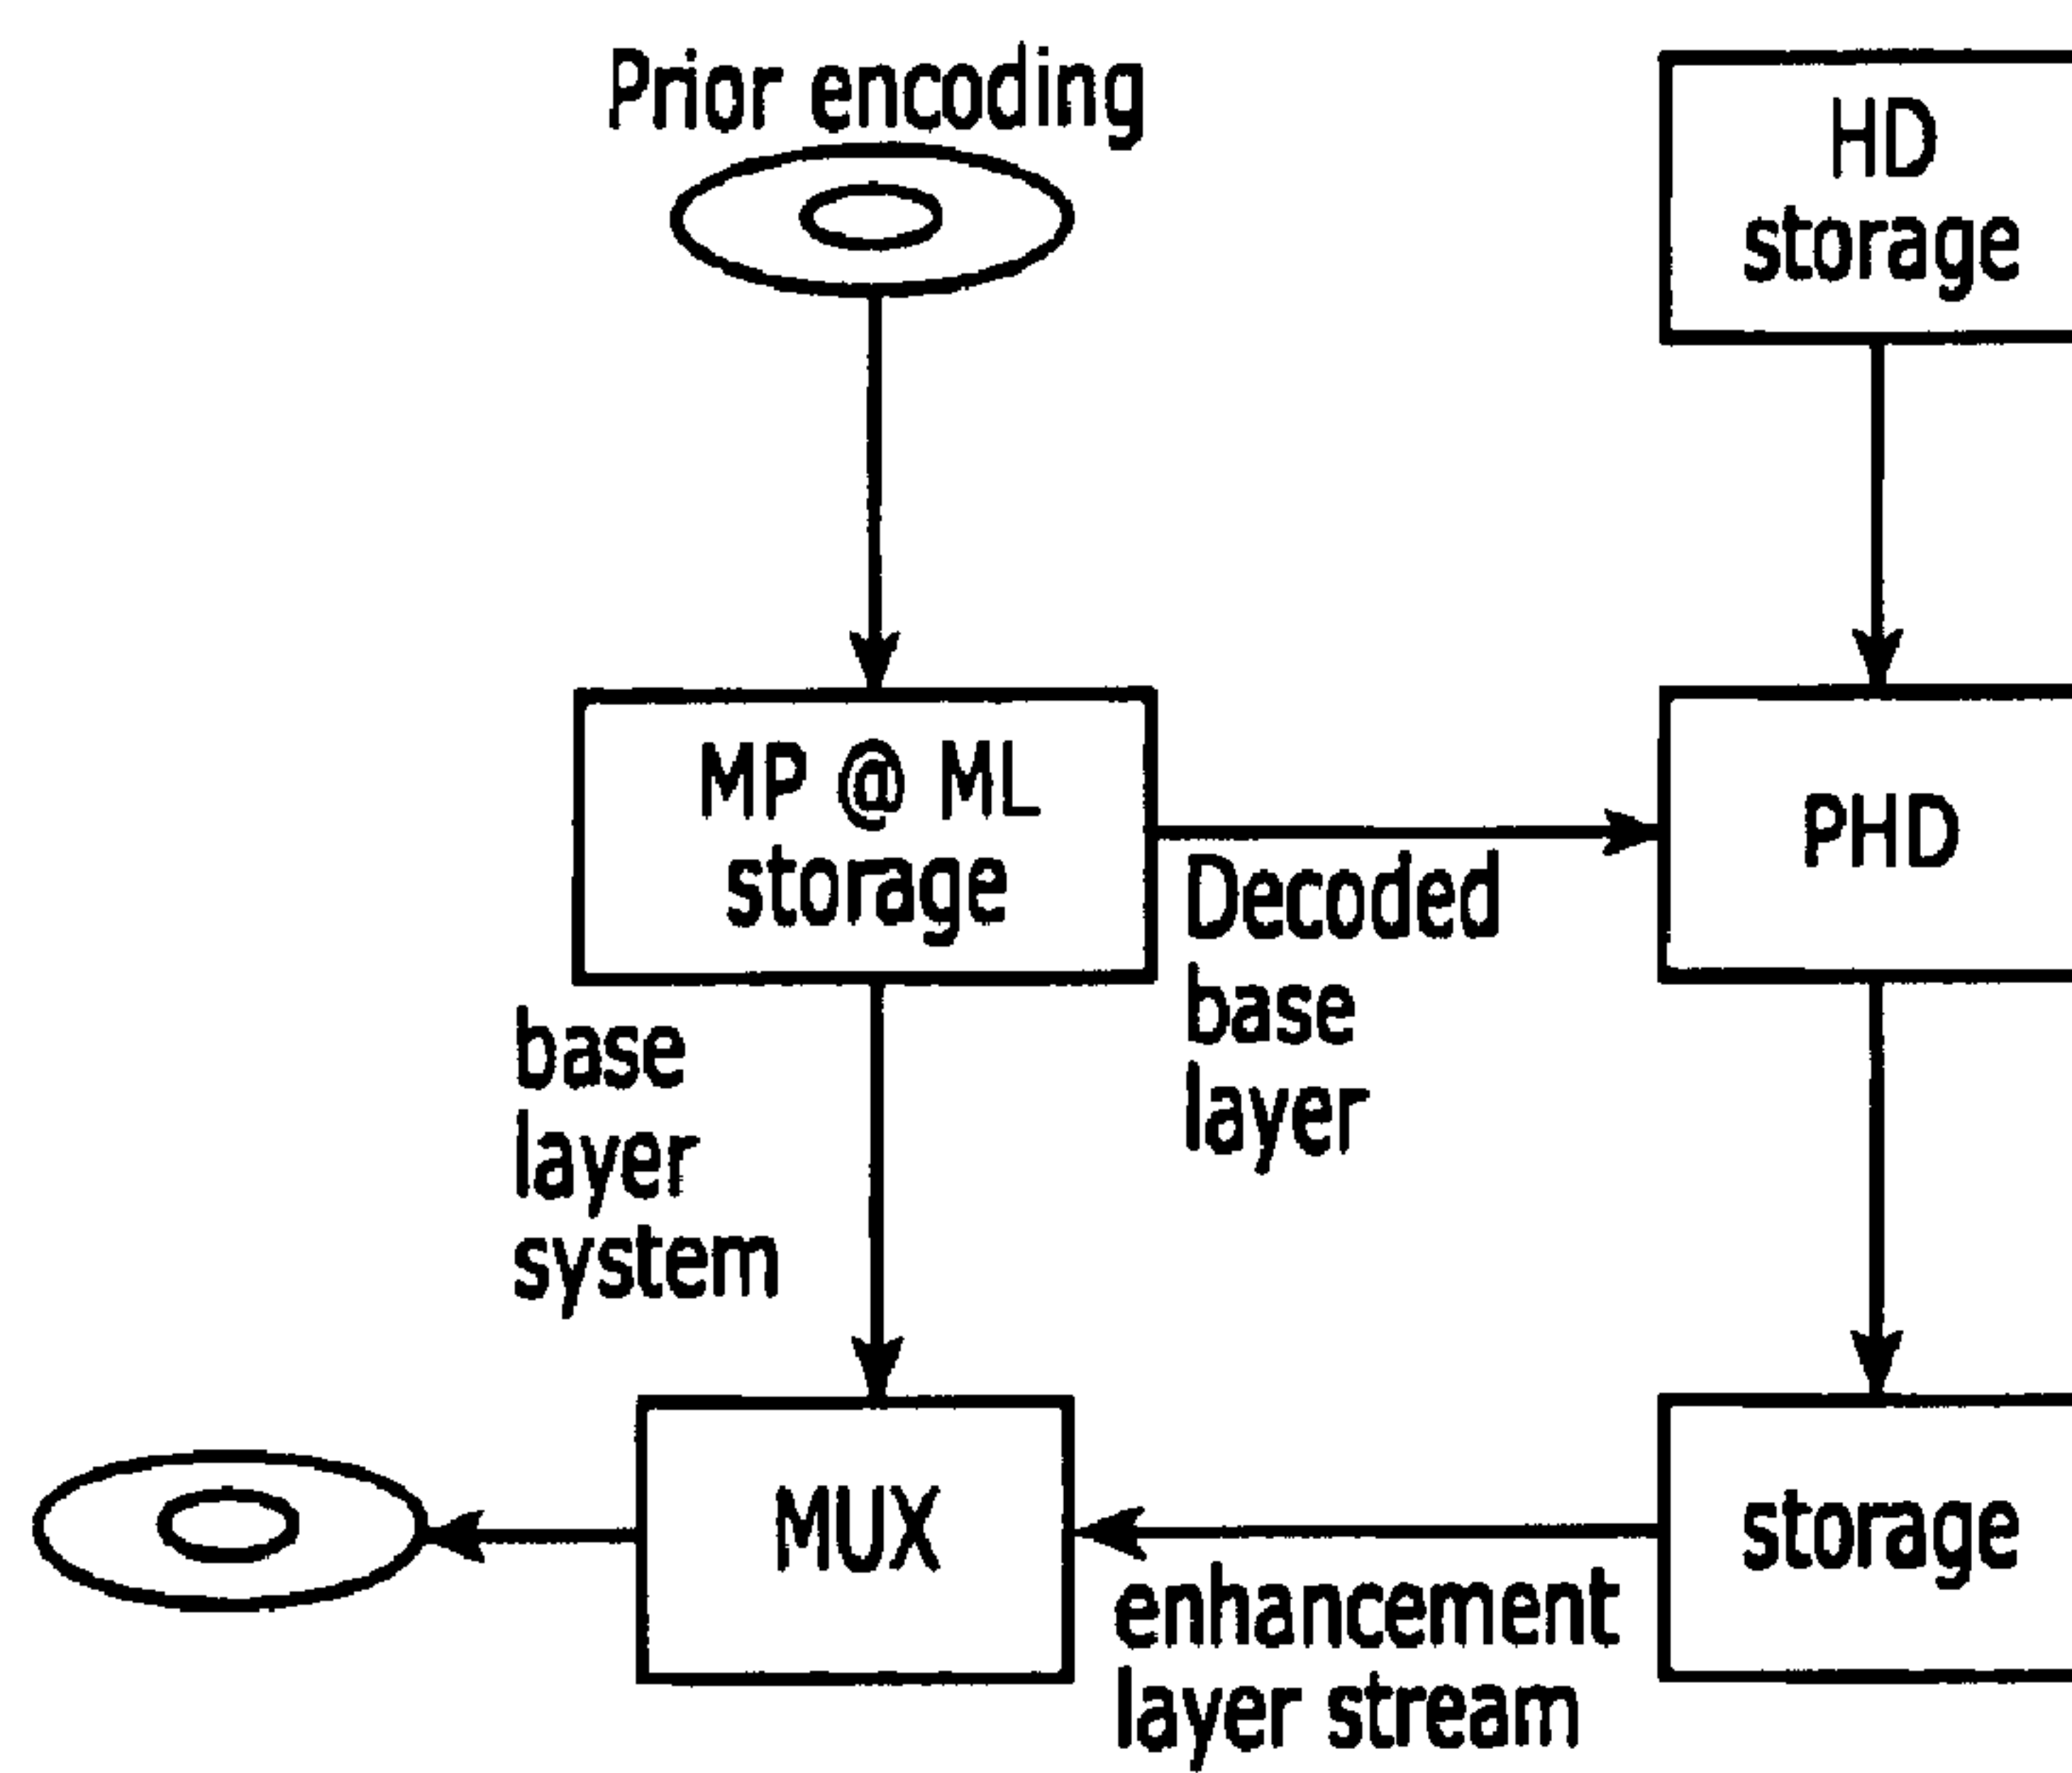 Prior encoding
HD
storage
MP @ ML
storage
PHD
Decoded
base
layer
base
layer
system
MUX
storage
enhancement
layer stream